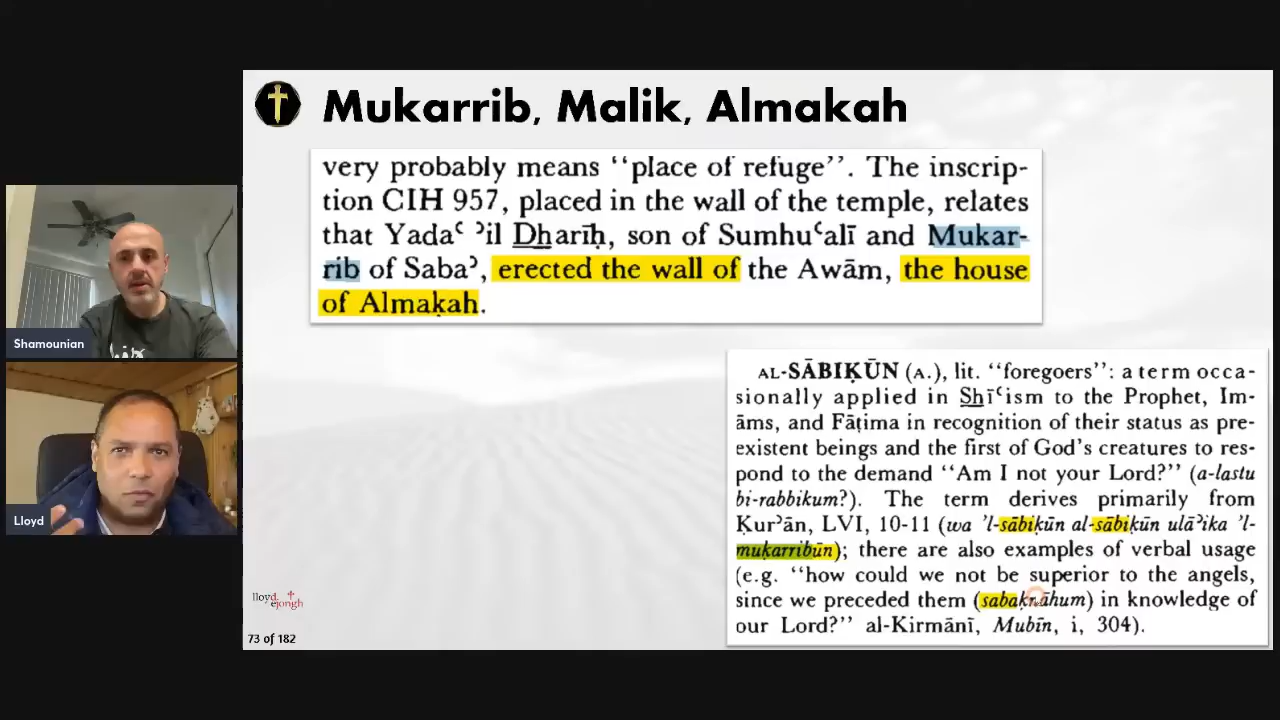 Mukarrib, Malik, Almakah
very probably means “place of refuge”. The inscrip-
tion CIH 957, placed in the wall of the temple, relates
that Yadaʿ ʾil Dharīḥ, son of Sumhuʿalī and Mukar-
rib of Sabaʾ, erected the wall of the Awām, the house
of Almaḳah.
AL-SĀBIḲŪN (A.), lit. “foregoers”: a term occa-
sionally applied in Shīʿism to the Prophet, Im-
āms, and Fāṭima in recognition of their status as pre-
existent beings and the first of God’s creatures to res-
pond to the demand “Am I not your Lord?” (a-lastu
bi-rabbikum?). The term derives primarily from
Ḳurʾān, LVI, 10-11 (wa ’l-sābiḳūn al-sābiḳūn ulāʾika ’l-
muḳarribūn); there are also examples of verbal usage
(e.g. “how could we not be superior to the angels,
since we preceded them (sabaḳnāhum) in knowledge of
our Lord?” al-Kirmānī, Mubīn, i, 304).
Shamounian
Lloyd
lloyd
ejongh
73 of 182